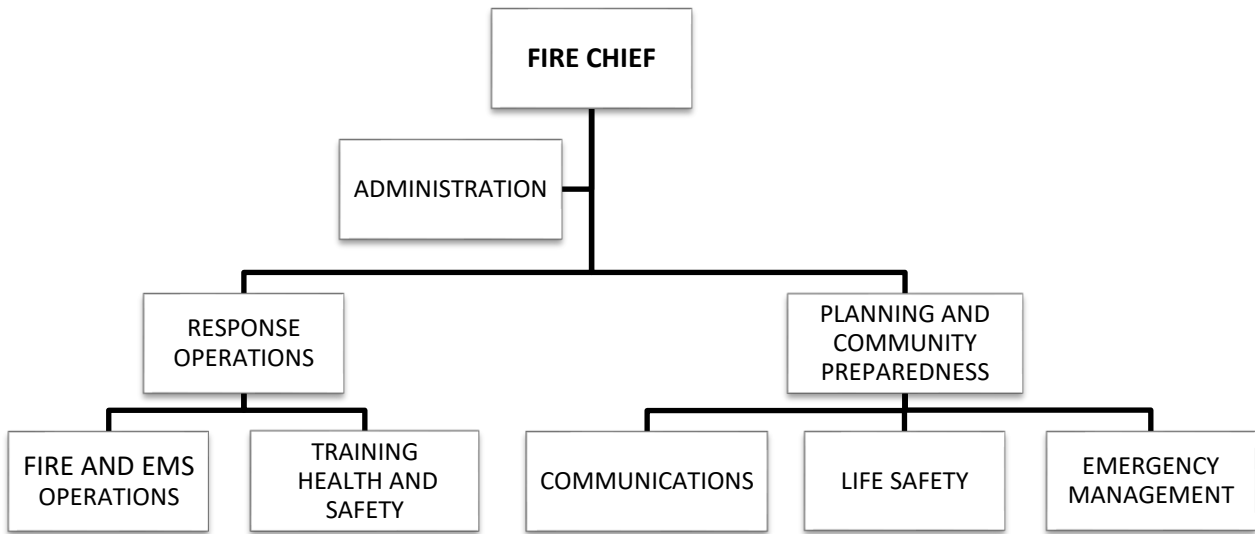 FIRE CHIEF
ADMINISTRATION
RESPONSE
OPERATIONS
PLANNING AND
COMMUNITY
PREPAREDNESS
FIRE AND EMS
OPERATIONS
TRAINING
HEALTH AND
SAFETY
COMMUNICATIONS
LIFE SAFETY
EMERGENCY
MANAGEMENT